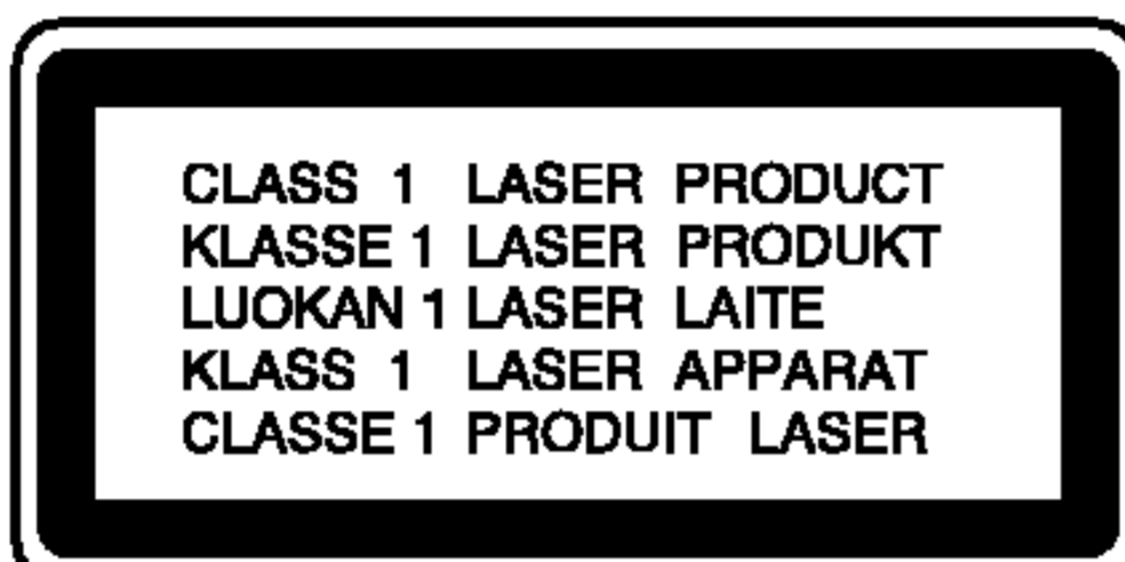 CLASS 1 LASER PRODUCT
KLASSE 1 LASER PRODUKT
LUOKAN 1 LASER LAITE
KLASS 1 LASER APPARAT
CLASSE 1 PRODUIT LASER